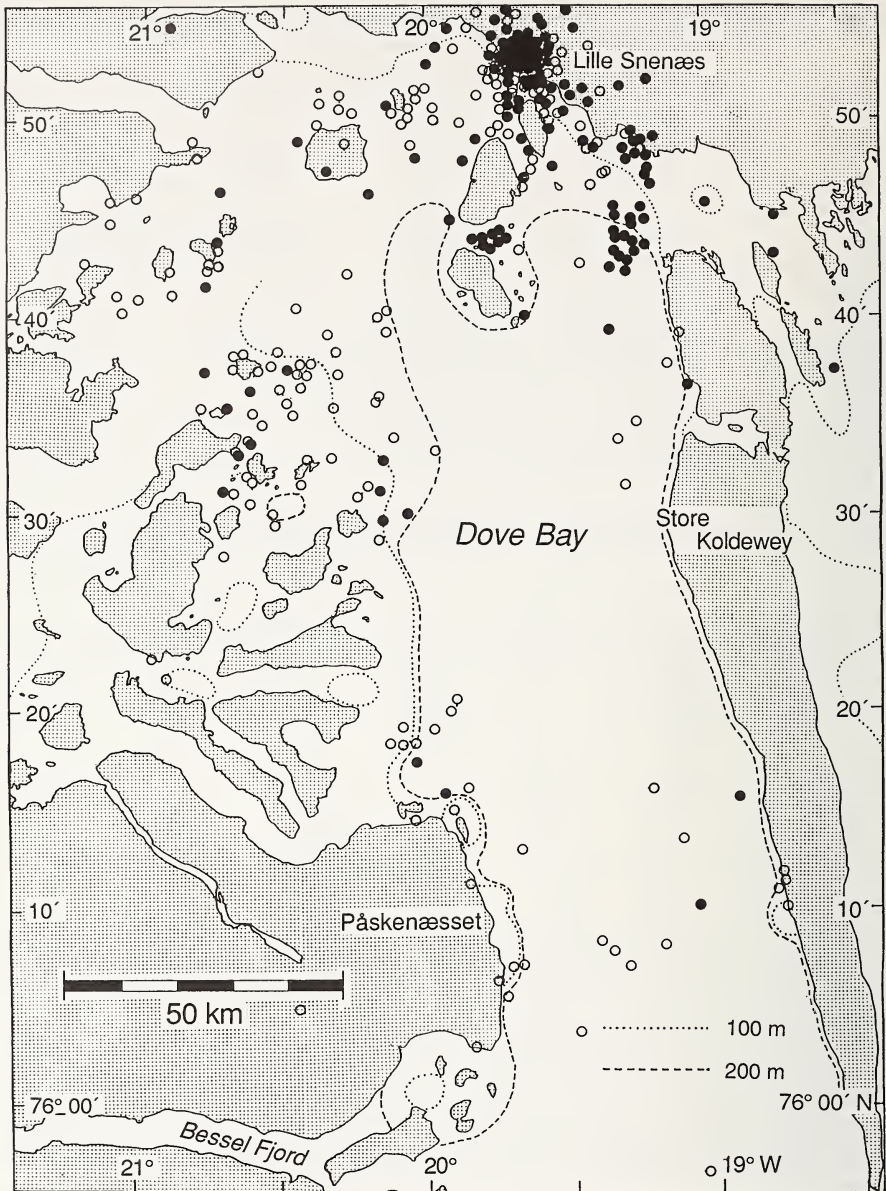 21° 20° 19°
Lille Snenæs
50´ 50´
40´ 40´
30´ 30´
Dove Bay
Store
Koldewey
20´ 20´
10´ 10´
Påskenæsset
50 km
100 m
200 m
76° 00´ 76° 00´ N
Bessel Fjord
21° 20° 19° W